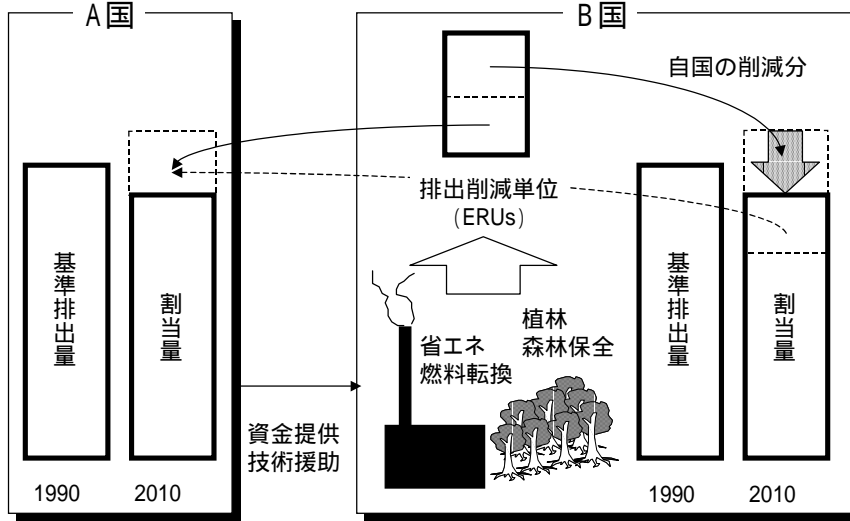 A国
B国
自国の削減分
排出削減単位
(ERUs)
基準排出量
割当量
省エネ
燃料転換
植林
森林保全
基準排出量
割当量
資金提供
技術援助
1990
2010
1990
2010